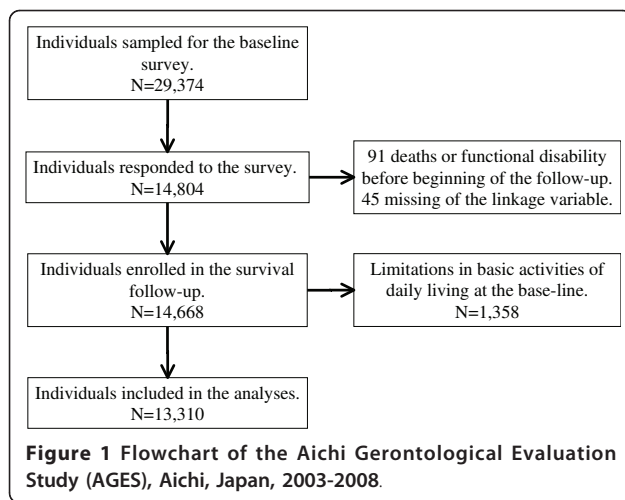 Individuals sampled for the baseline
survey.
N=29,374
Individuals responded to the survey.
N=14,804
91 deaths or functional disability
before beginning of the follow-up.
45 missing of the linkage variable.
Individuals enrolled in the survival
follow-up.
N=14,668
Limitations in basic activities of
daily living at the base-line.
N=1,358
Individuals included in the analyses.
N=13,310
Figure 1 Flowchart of the Aichi Gerontological Evaluation
Study (AGES), Aichi, Japan, 2003-2008.